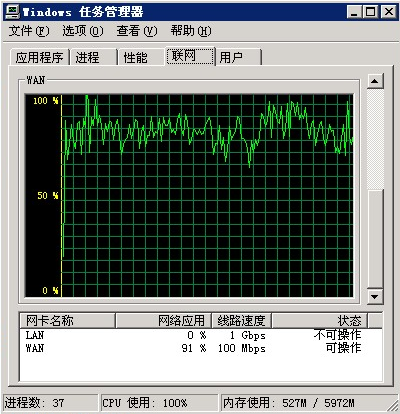 Windows 任务管理器
文件(F) 选项(O) 查看(V) 帮助(H)
应用程序 进程 性能 联网 用户
WAN
100 %
50 %
0 %
网卡名称 网络应用 线路速度 状态
LAN 0 % 1 Gbps 不可操作
WAN 91 % 100 Mbps 可操作
进程数: 37 CPU 使用: 100% 内存使用: 527M / 5972M